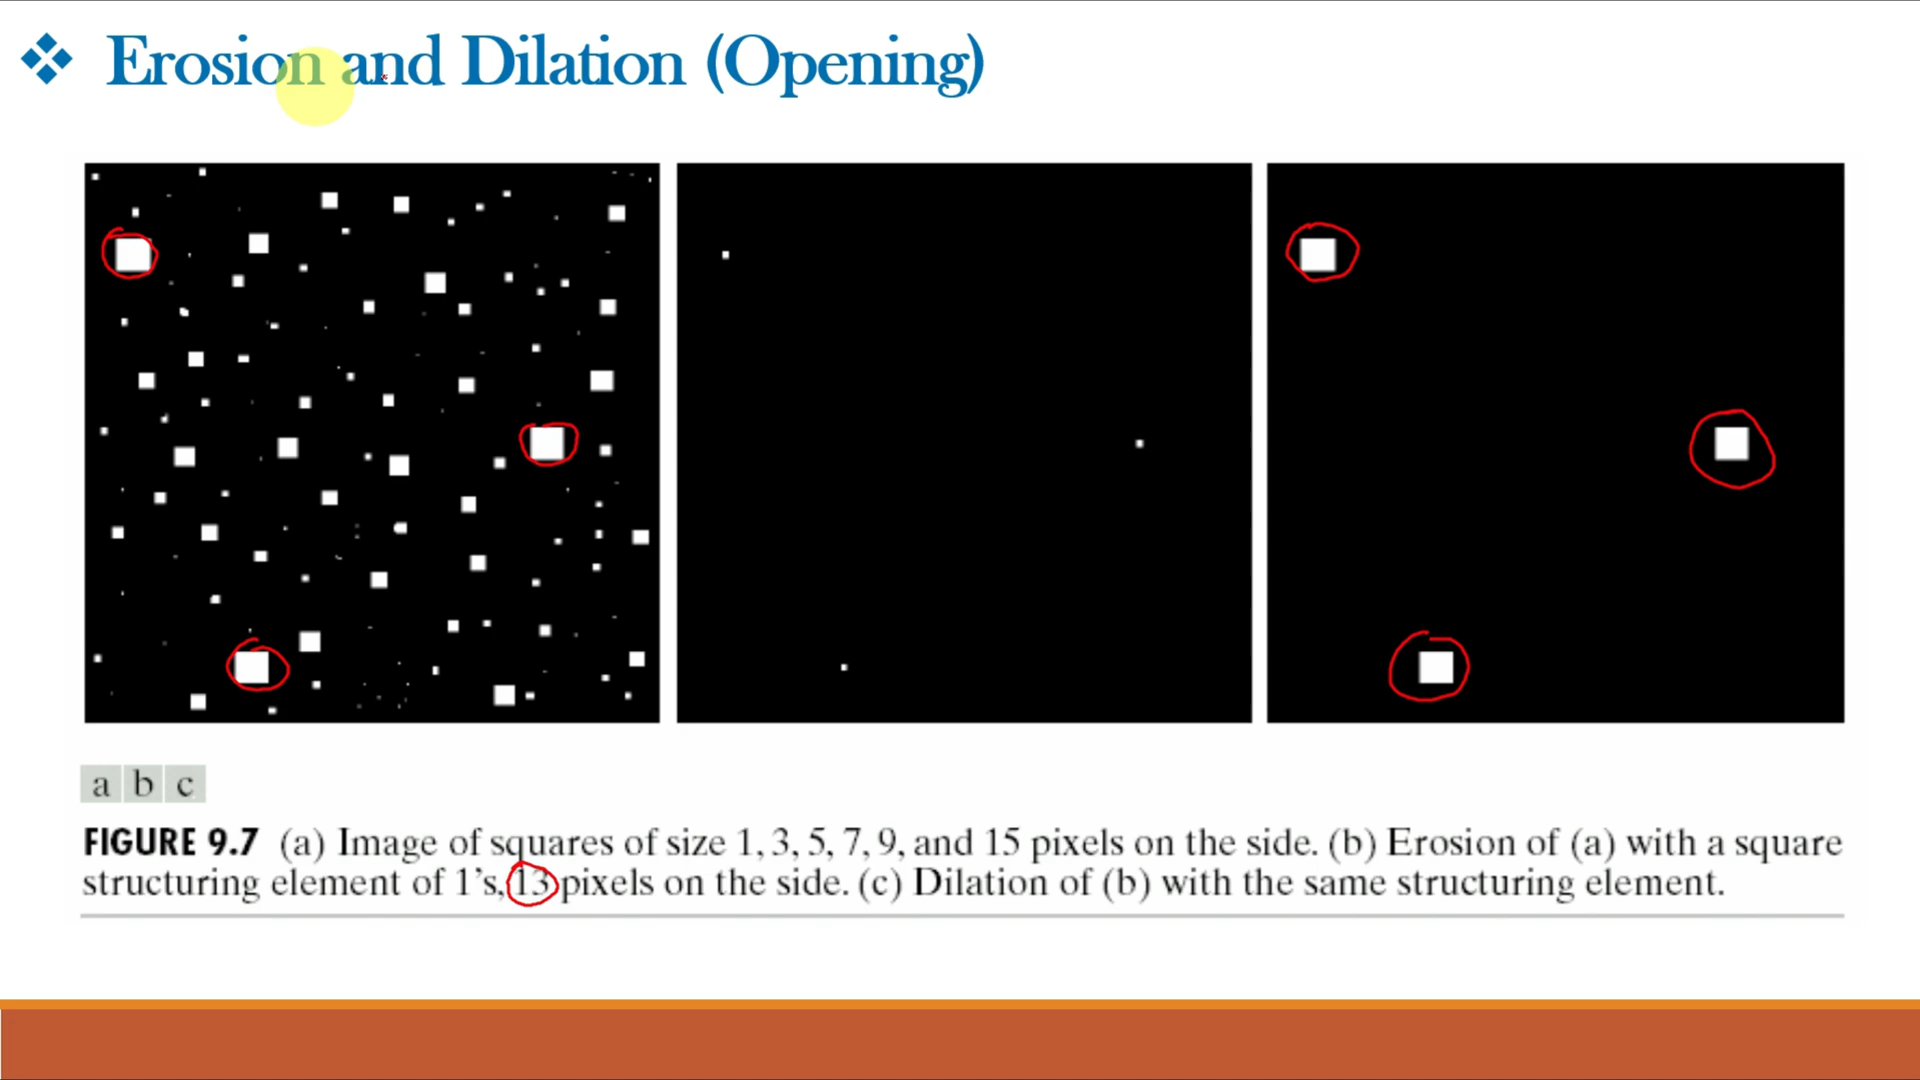 Erosion and Dilation (Opening)
a b c
FIGURE 9.7 (a) Image of squares of size 1, 3, 5, 7, 9, and 15 pixels on the side. (b) Erosion of (a) with a square
structuring element of 1’s, 13 pixels on the side. (c) Dilation of (b) with the same structuring element.